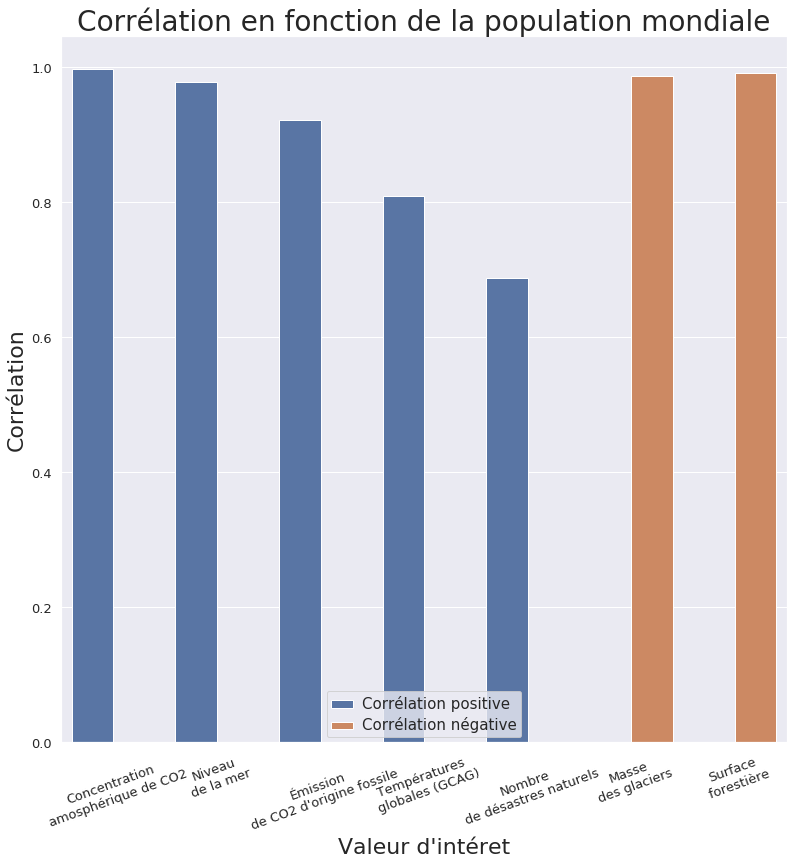 Corrélation en fonction de la population mondiale
1.0
0.8
0.6
0.4
0.2
0.0
Corrélation
Corrélation positive
Corrélation négative
Concentration
amosphérique de CO2
Niveau
de la mer
Émission
de CO2 d'origine fossile
Températures
globales (GCAG)
Nombre
de désastres naturels
Masse
des glaciers
Surface
forestière
Valeur d'intéret